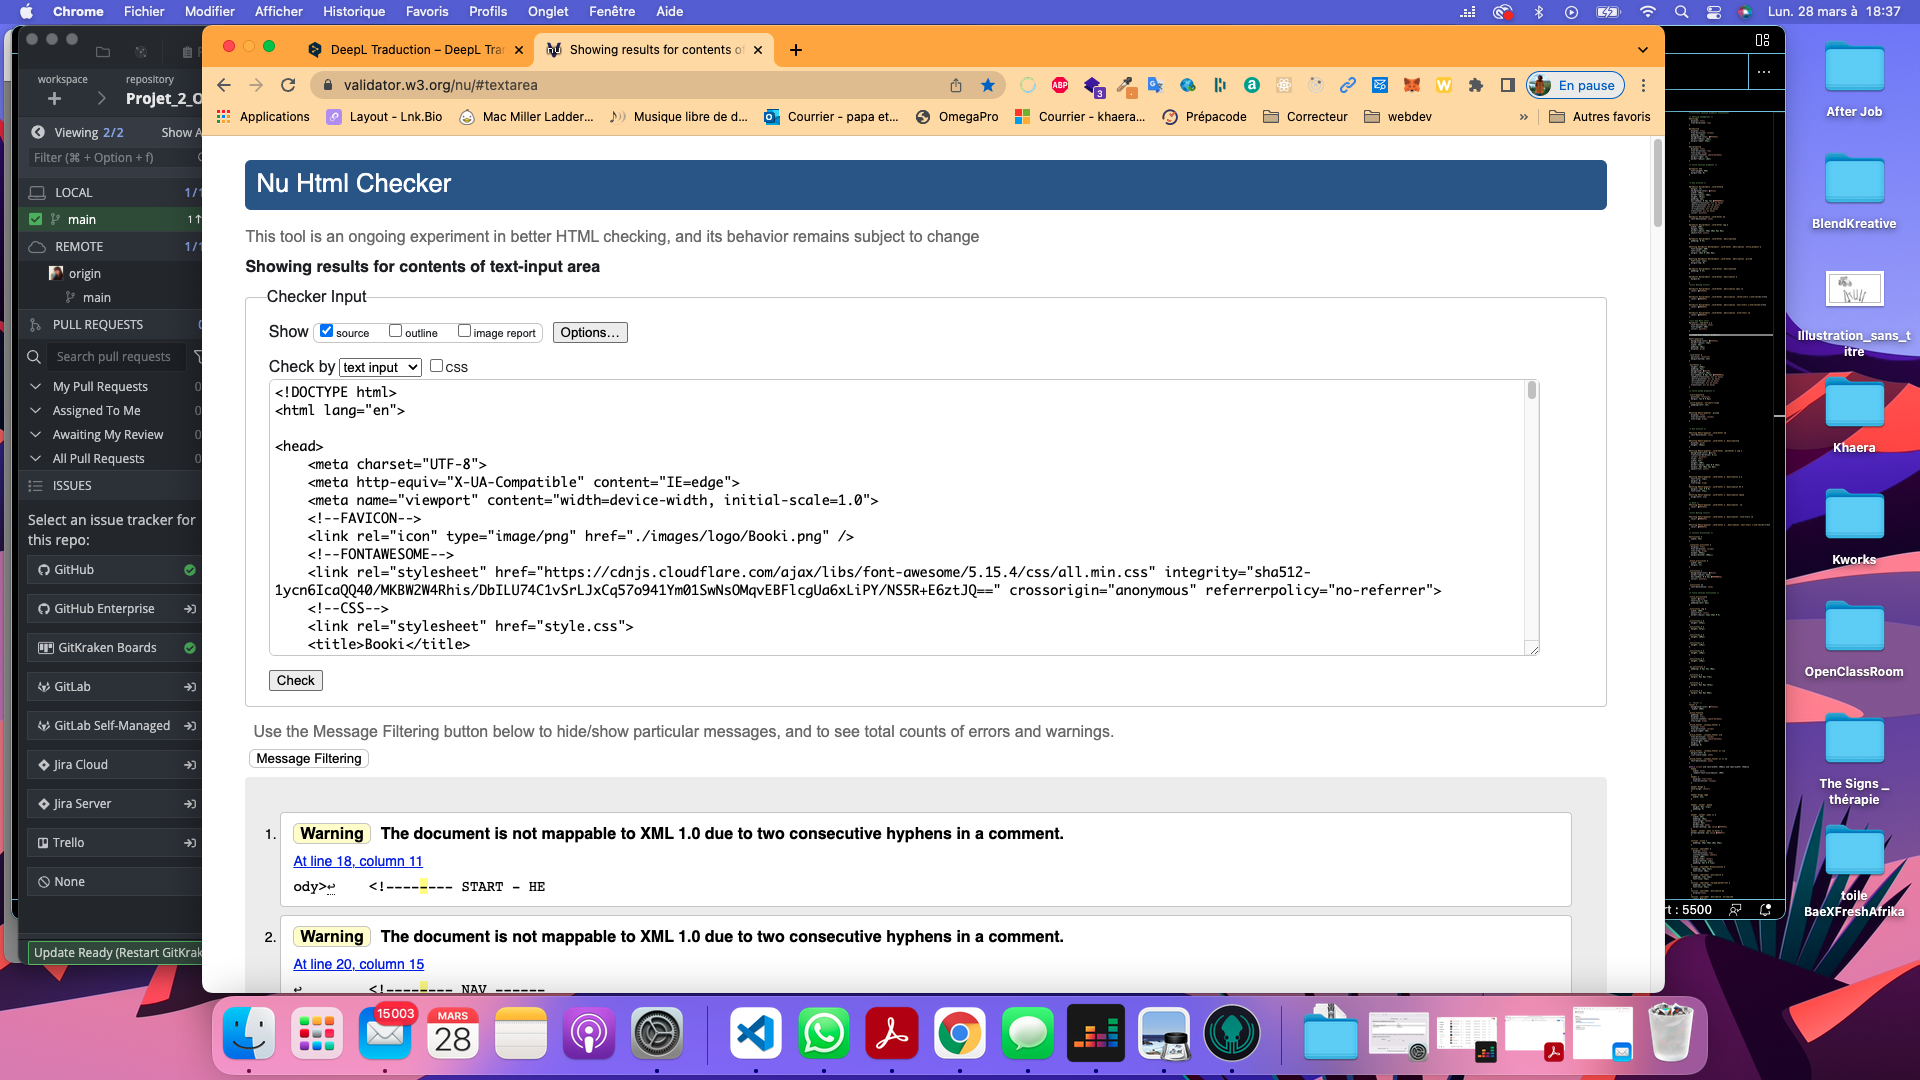 Chrome Fichier Modifier Afficher Historique Favoris Profils Onglet Fenêtre Aide
Lun. 28 mars à 18:37
workspace
repository
Projet_2_O
Viewing 2/2
Show A
Filter (⌘ + Option + f)
LOCAL
1/1
main
1↑
REMOTE
1/1
origin
main
PULL REQUESTS
Search pull requests
My Pull Requests
0
Assigned To Me
0
Awaiting My Review
0
All Pull Requests
0
ISSUES
Select an issue tracker for
this repo:
GitHub
GitHub Enterprise
GitKraken Boards
GitLab
GitLab Self-Managed
Jira Cloud
Jira Server
Trello
None
Update Ready (Restart GitKrak
DeepL Traduction – DeepL Tra
Showing results for contents o
validator.w3.org/nu/#textarea
ABP
3
En pause
Applications
Layout - Lnk.Bio
Mac Miller Ladder...
Musique libre de d...
Courrier - papa et...
OmegaPro
Courrier - khaera...
Prépacode
Correcteur
webdev
»
Autres favoris
Nu Html Checker
This tool is an ongoing experiment in better HTML checking, and its behavior remains subject to change
Showing results for contents of text-input area
Checker Input
Show source outline image report Options...
Check by text input css
<!DOCTYPE html>
<html lang="en">
<head>
<meta charset="UTF-8">
<meta http-equiv="X-UA-Compatible" content="IE=edge">
<meta name="viewport" content="width=device-width, initial-scale=1.0">
<!--FAVICON-->
<link rel="icon" type="image/png" href="./images/logo/Booki.png" />
<!--FONTAWESOME-->
<link rel="stylesheet" href="https://cdnjs.cloudflare.com/ajax/libs/font-awesome/5.15.4/css/all.min.css" integrity="sha512-
1ycn6IcaQQ40/MKBW2W4Rhis/DbILU74C1vSrLJxCq57o941Ym01SwNsOMqvEBFlcgUa6xLiPY/NS5R+E6ztJQ==" crossorigin="anonymous" referrerpolicy="no-referrer">
<!--CSS-->
<link rel="stylesheet" href="style.css">
<title>Booki</title>
Check
Use the Message Filtering button below to hide/show particular messages, and to see total counts of errors and warnings.
Message Filtering
1. Warning The document is not mappable to XML 1.0 due to two consecutive hyphens in a comment.
At line 18, column 11
ody>↩ <!-------- START - HE
2. Warning The document is not mappable to XML 1.0 due to two consecutive hyphens in a comment.
At line 20, column 15
↩ <!-------- NAV ------
rt : 5500
After Job
BlendKreative
Illustration_sans_t
itre
Khaera
Kworks
OpenClassRoom
The Signs _
thérapie
toile
BaeXFreshAfrika
15 003
MARS
28